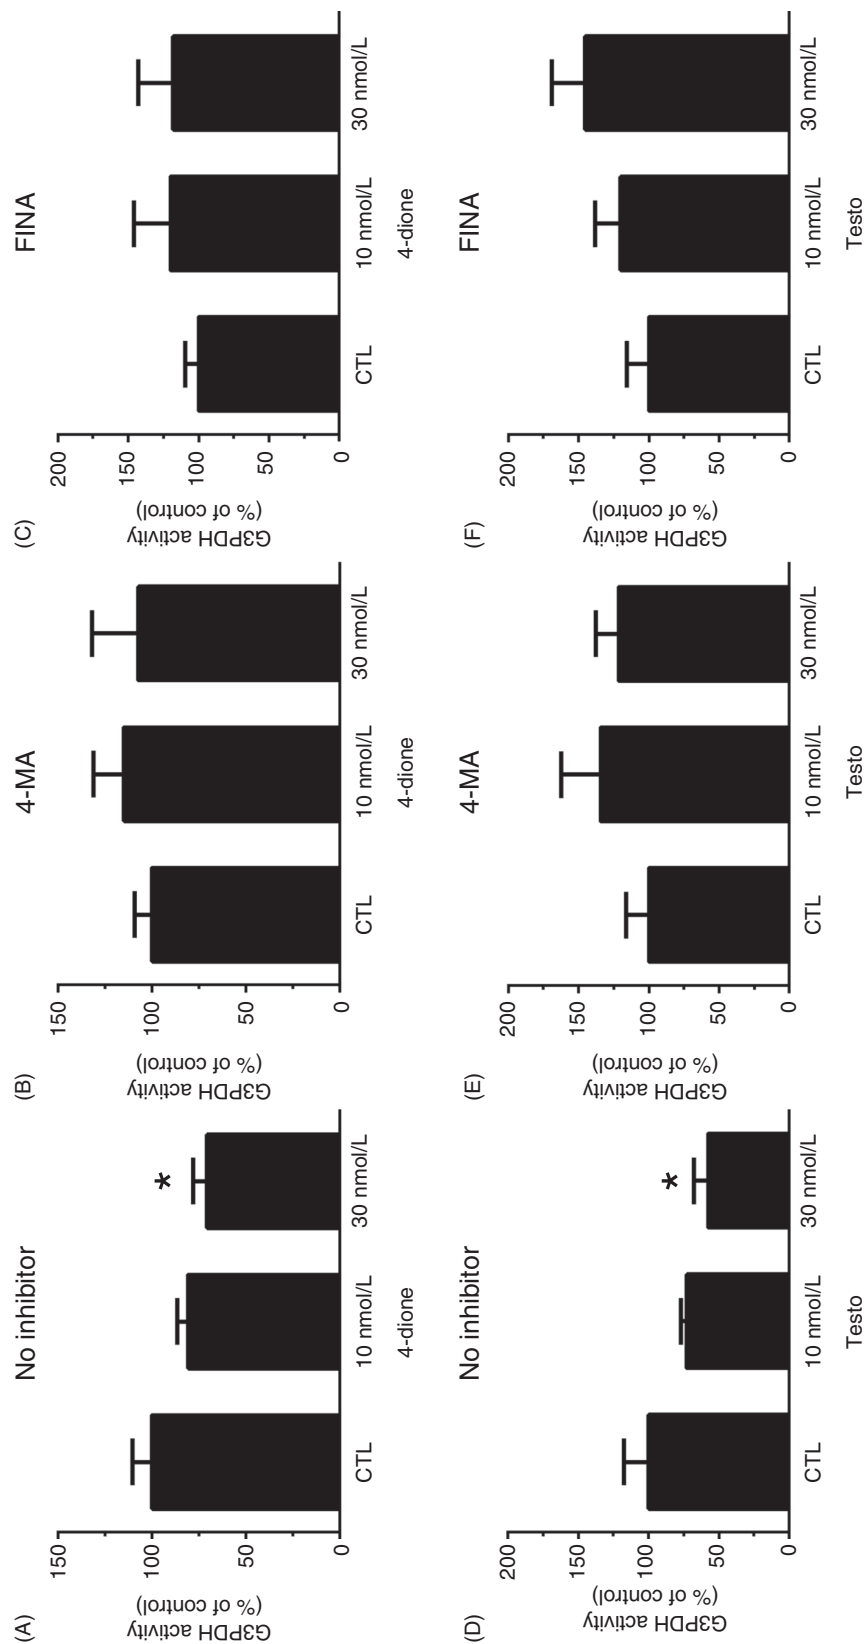 (A)
No inhibitor
G3PDH activity
(% of control)
150
100
50
0
CTL
10 nmol/L
30 nmol/L
4-dione
(B)
4-MA
G3PDH activity
(% of control)
150
100
50
0
CTL
10 nmol/L
30 nmol/L
4-dione
(C)
FINA
G3PDH activity
(% of control)
200
150
100
50
0
CTL
10 nmol/L
30 nmol/L
4-dione
(D)
No inhibitor
G3PDH activity
(% of control)
200
150
100
50
0
*
*
CTL
10 nmol/L
30 nmol/L
Testo
(E)
4-MA
G3PDH activity
(% of control)
200
150
100
50
0
CTL
10 nmol/L
30 nmol/L
Testo
(F)
FINA
G3PDH activity
(% of control)
200
150
100
50
0
CTL
10 nmol/L
30 nmol/L
Testo